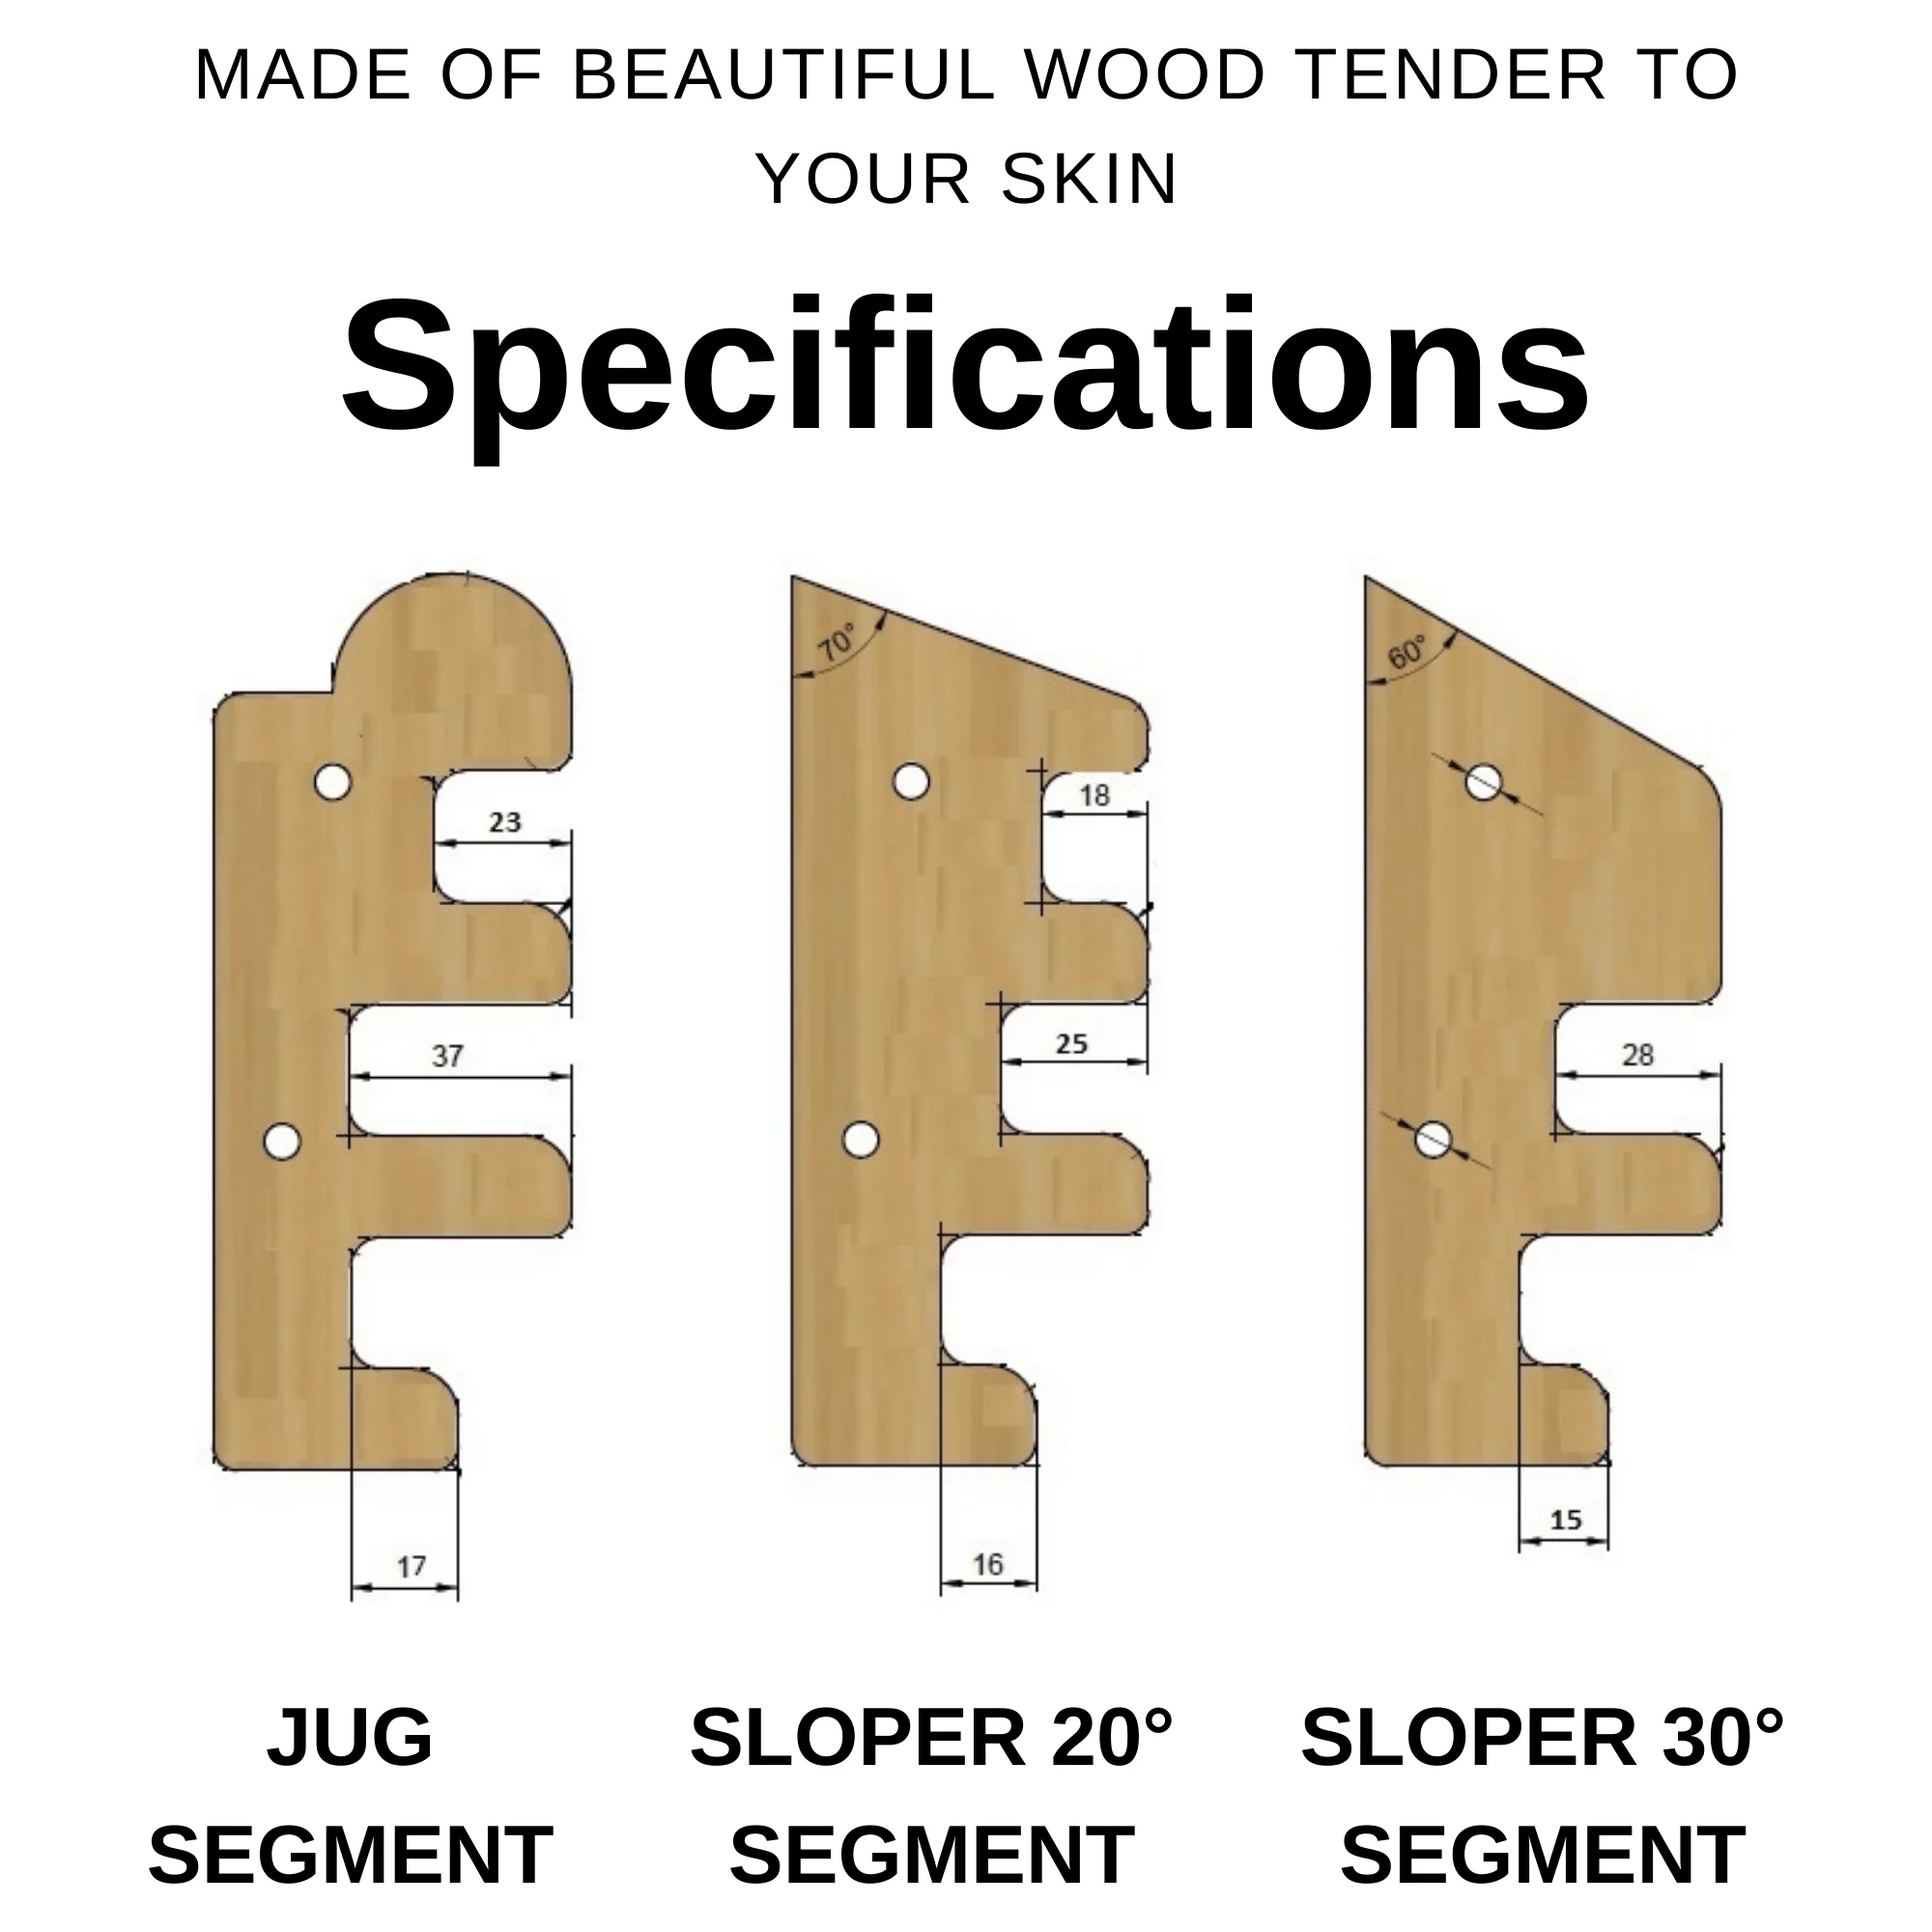 MADE OF BEAUTIFUL WOOD TENDER TO
YOUR SKIN
Specifications
70°
60°
18
23
25
37
28
15
17
16
JUG
SEGMENT
SLOPER 20°
SEGMENT
SLOPER 30°
SEGMENT